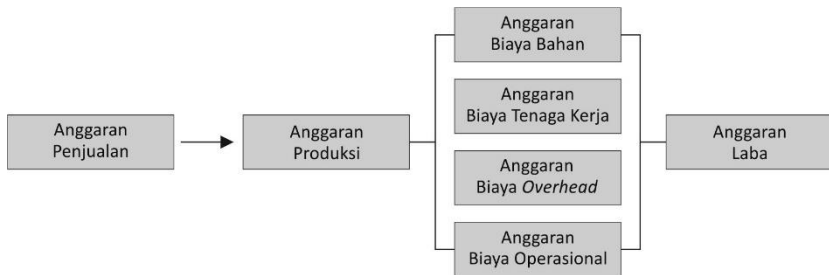 Anggaran
Penjualan
Anggaran
Produksi
Anggaran
Biaya Bahan
Anggaran
Biaya Tenaga Kerja
Anggaran
Biaya Overhead
Anggaran
Biaya Operasional
Anggaran
Laba